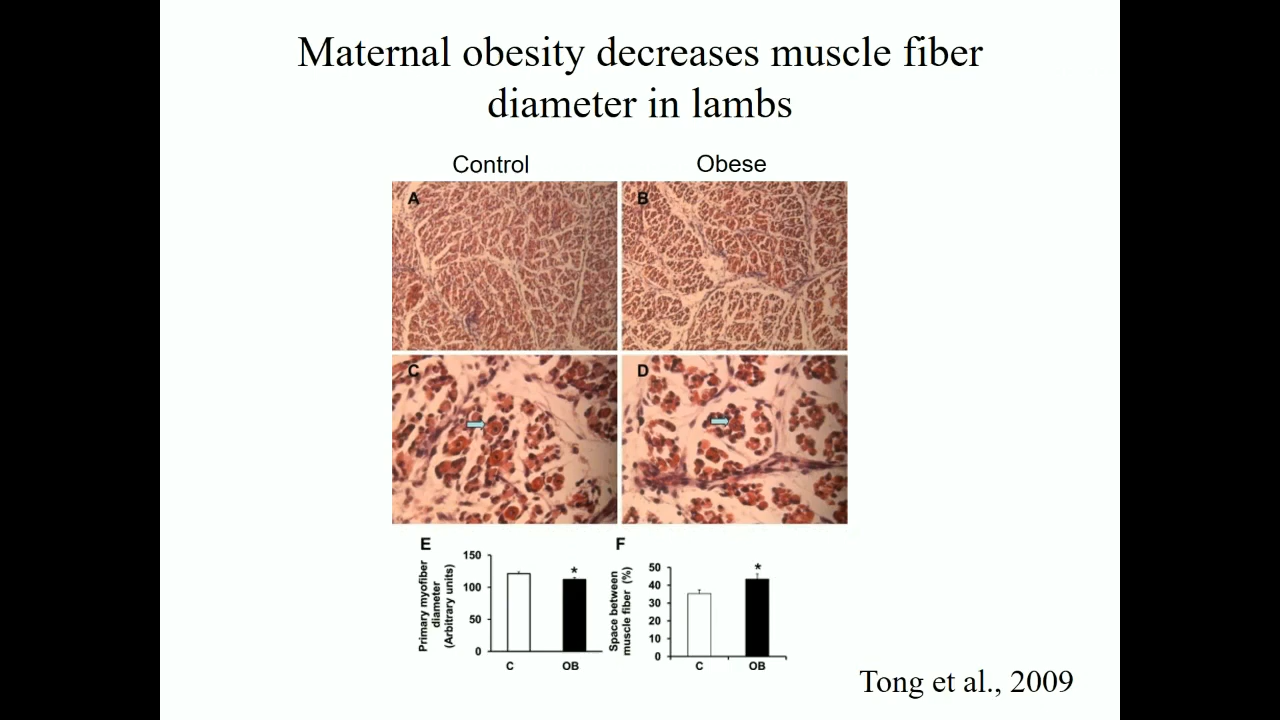 Maternal obesity decreases muscle fiber
diameter in lambs
Control
Obese
A
B
C
D
E
Primary myofiber
diameter
(Arbitrary units)
150
100
50
0
*
C
OB
F
Space between
muscle fiber (%)
50
40
30
20
10
0
*
C
OB
Tong et al., 2009